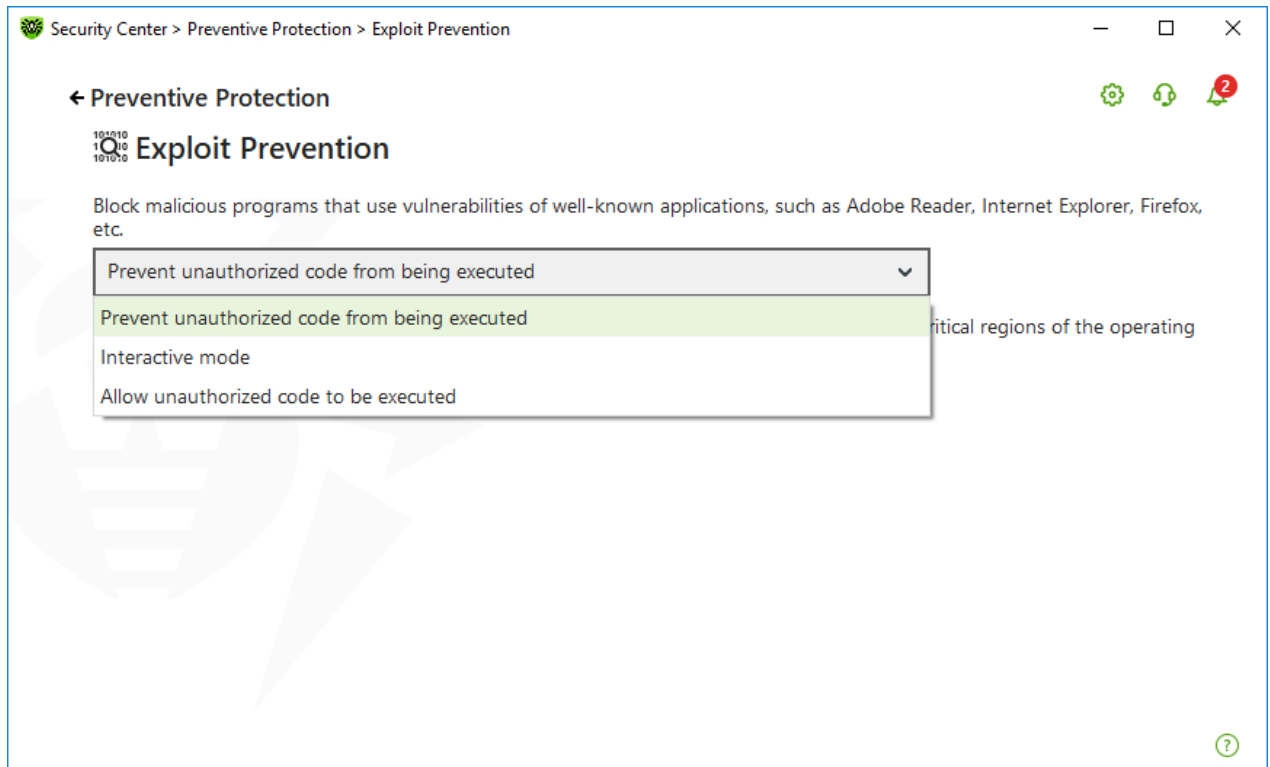 Security Center > Preventive Protection > Exploit Prevention
Preventive Protection
2
101010
101010
Exploit Prevention
Block malicious programs that use vulnerabilities of well-known applications, such as Adobe Reader, Internet Explorer, Firefox,
etc.
Prevent unauthorized code from being executed
Prevent unauthorized code from being executed
regions of the operating
Interactive mode
Allow unauthorized code to be executed
?